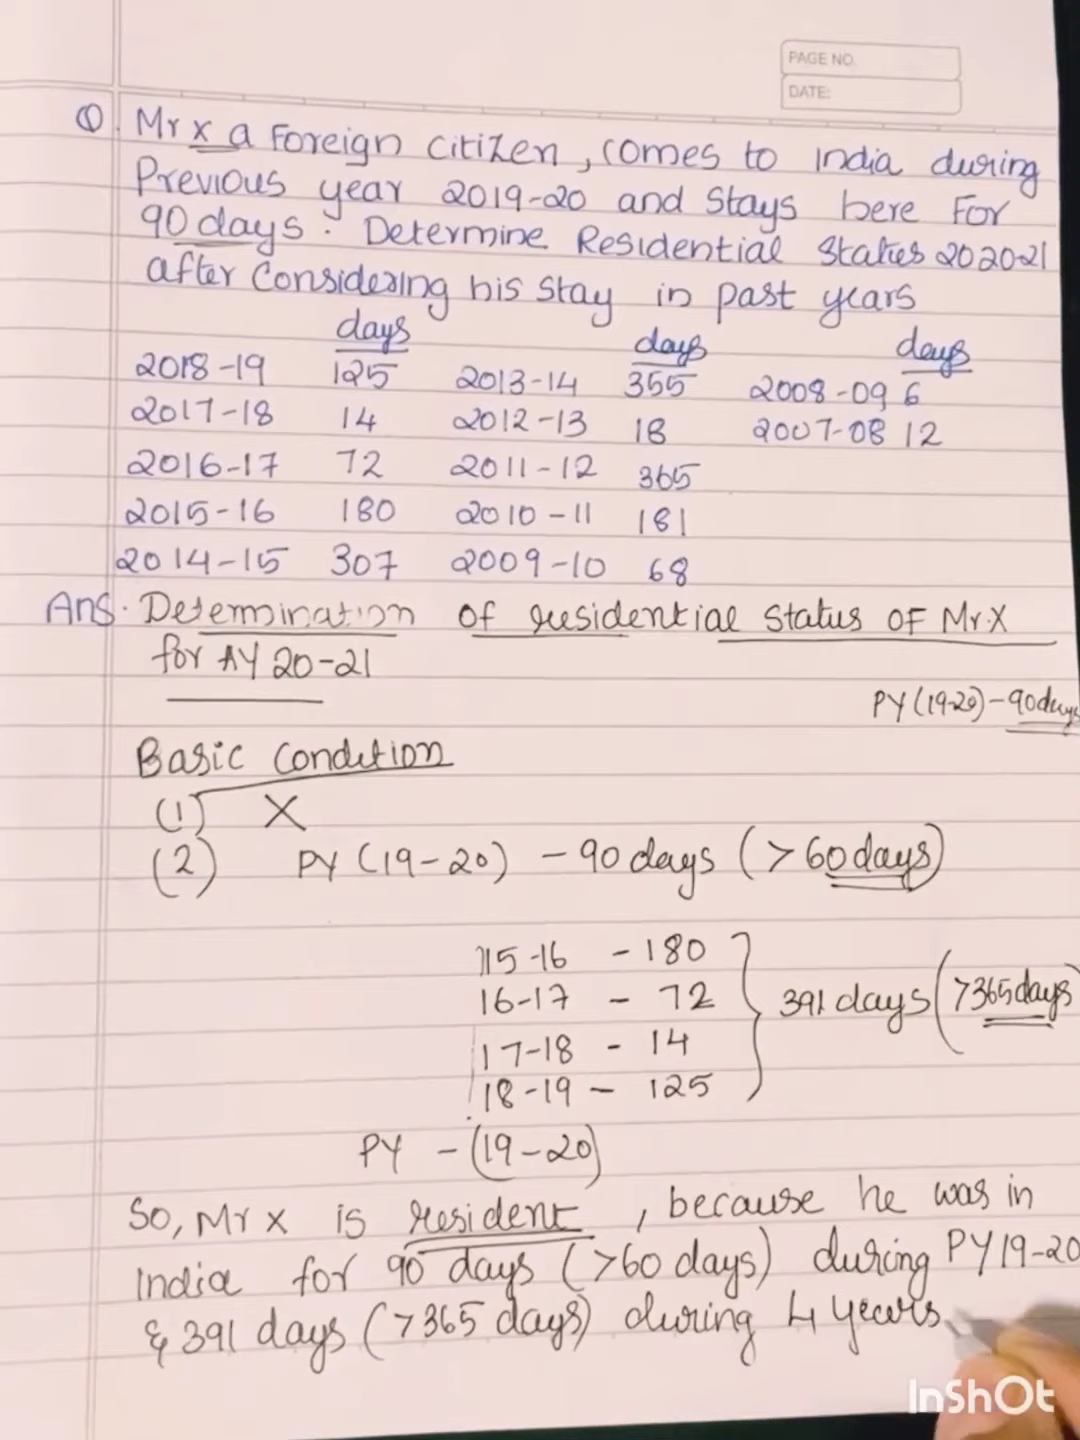 PAGE NO.
DATE:
Q. Mr x a Foreign citizen, comes to India during
Previous year 2019-20 and Stays here For
90 days. Determine Residential Status 2020-21
after Considering his stay in past years
days days days
2018-19 125 2013-14 355 2008-09 6
2017-18 14 2012-13 18 2007-08 12
2016-17 72 2011-12 365
2015-16 180 2010-11 181
2014-15 307 2009-10 68
Ans. Determination of residential status OF Mr.X
for AY 20-21
PY(19-20)-90days
Basic Condition
(1) X
(2) PY (19-20) - 90 days (>60 days)
15-16 - 180
16-17 - 72 391 days (>365 days)
17-18 - 14
18-19 - 125
PY - (19-20)
So, Mr X is resident, because he was in
India for 90 days (>60 days) during PY 19-20
& 391 days (>365 days) during 4 years.
InShOt